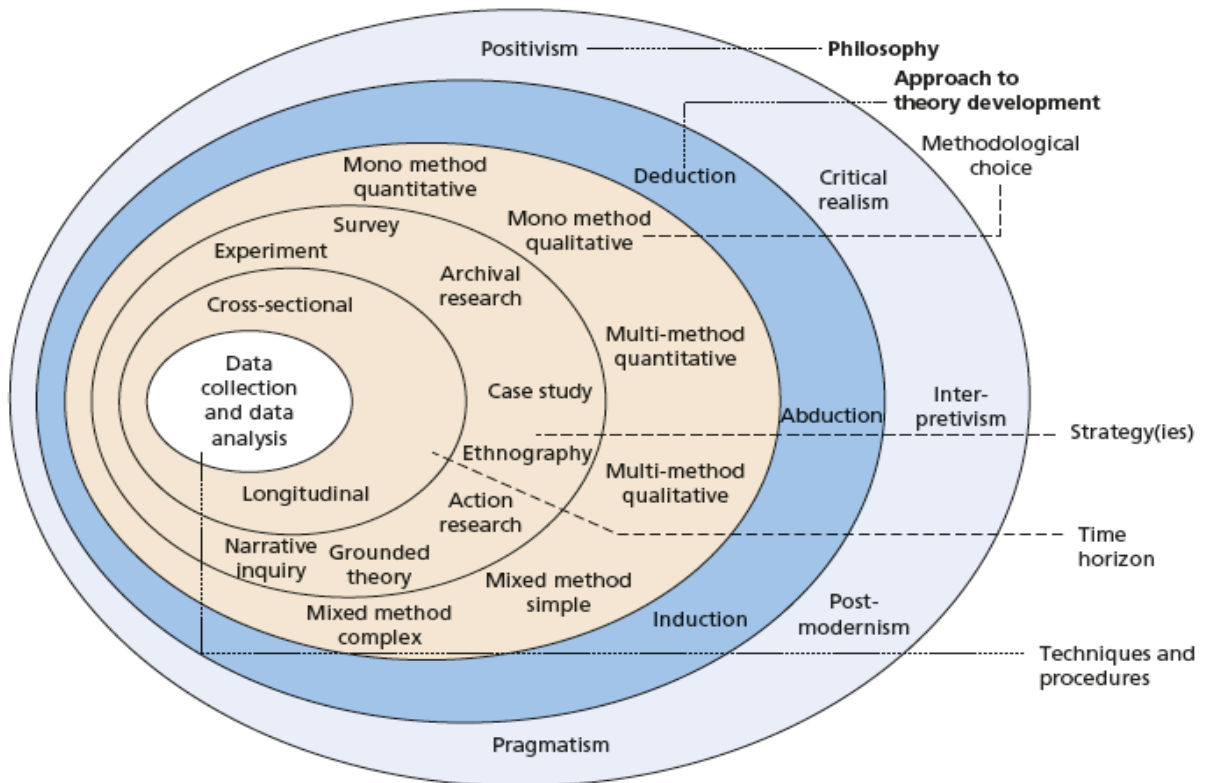 Positivism
Philosophy
Approach to
theory development
Methodological
choice
Mono method
quantitative
Deduction
Critical
realism
Mono method
qualitative
Survey
Experiment
Archival
research
Cross-sectional
Multi-method
quantitative
Data
collection
and data
analysis
Case study
Abduction
Inter-
pretivism
Strategy(ies)
Ethnography
Multi-method
qualitative
Longitudinal
Action
research
Time
horizon
Narrative
inquiry
Grounded
theory
Mixed method
simple
Mixed method
complex
Induction
Post-
modernism
Techniques and
procedures
Pragmatism